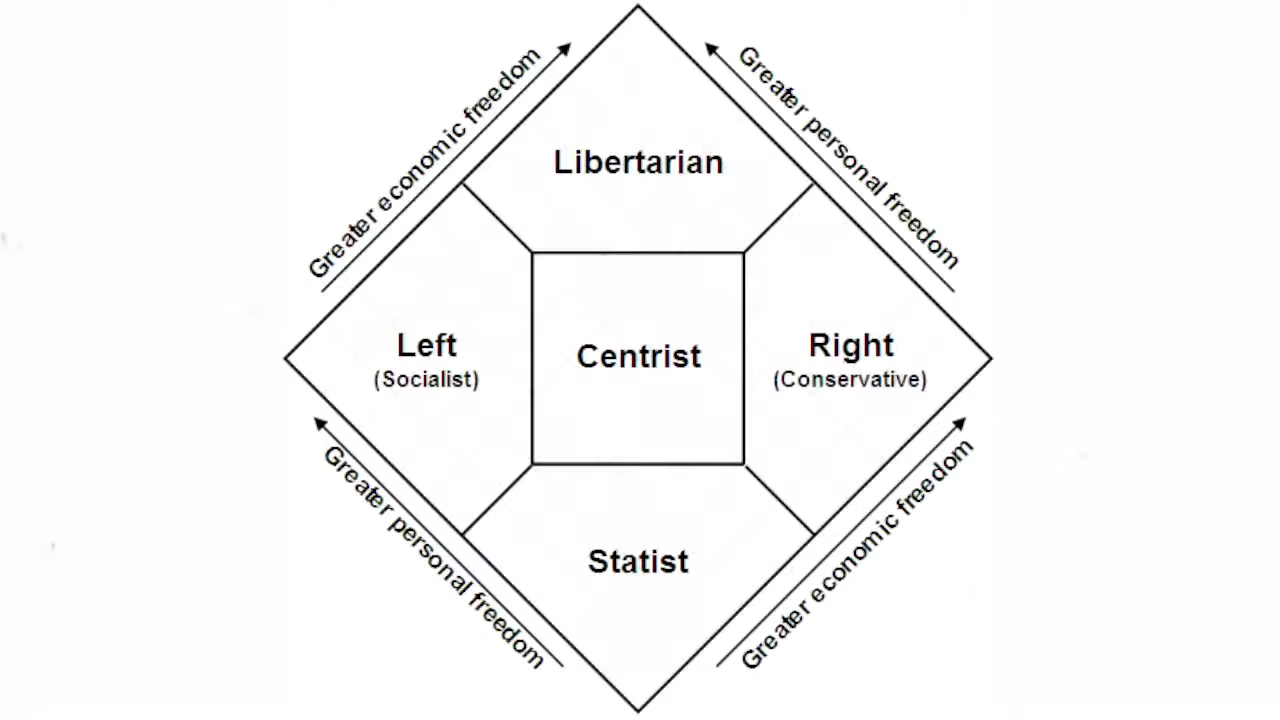 Greater economic freedom
Greater personal freedom
Libertarian
Left
(Socialist)
Centrist
Right
(Conservative)
Greater personal freedom
Statist
Greater economic freedom